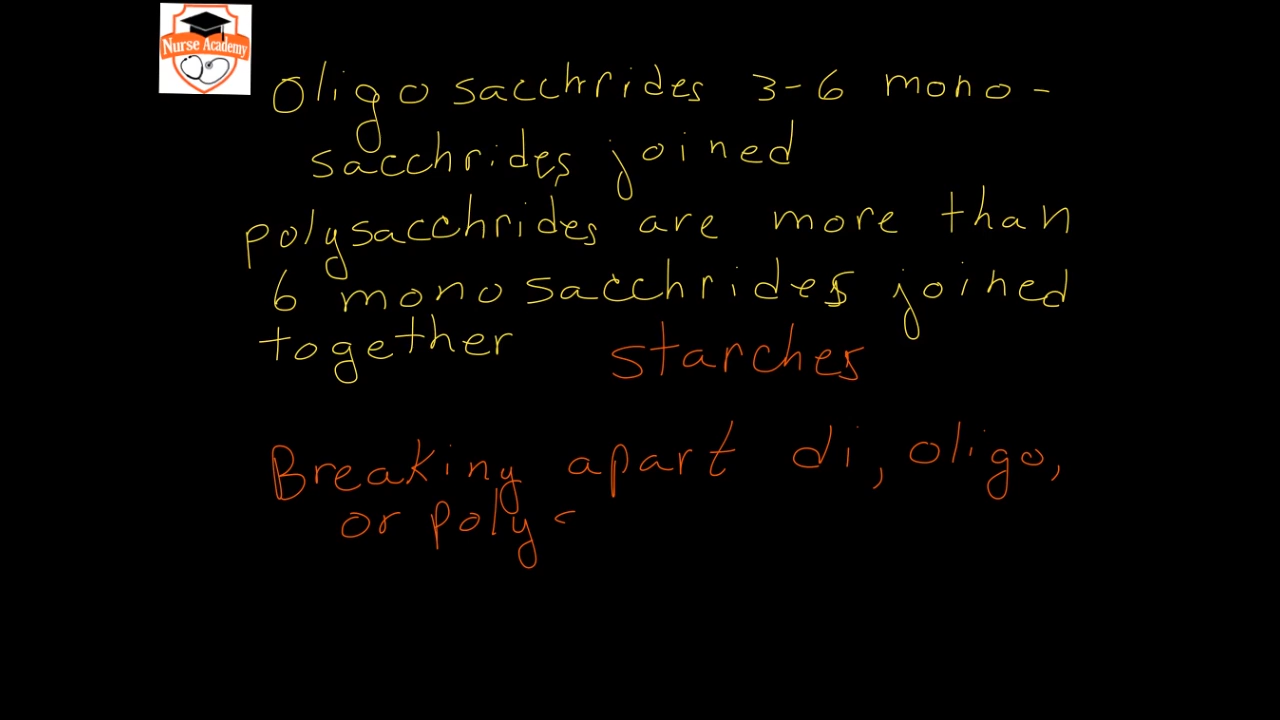 Nurse Academy
Oligosacchrides 3-6 mono-
sacchrides joined
polysacchrides are more than
6 monosacchrides joined
together starches
Breaking apart di, oligo,
or poly